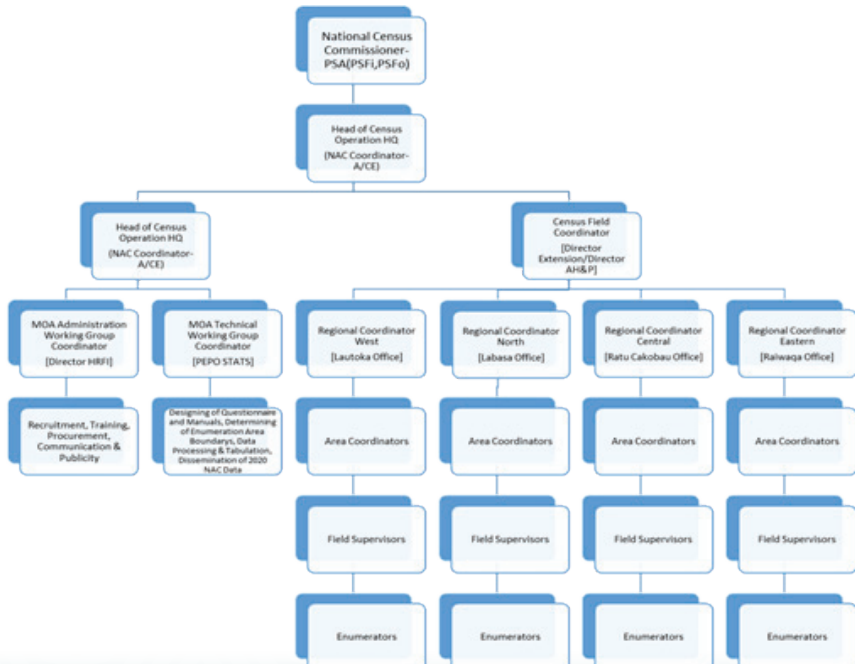 National Census
Commissioner-
PSA(PSFi,PSFo)
Head of Census
Operation HQ
(NAC Coordinator-
A/CE)
Head of Census
Operation HQ
(NAC Coordinator-
A/CE)
Census Field
Coordinator
[Director
Extension/Director
AH&P]
MOA Administration
Working Group
Coordinator
[Director HRFI]
MOA Technical
Working Group
Coordinator
[PEPO STATS]
Regional Coordinator
West
[Lautoka Office]
Regional Coordinator
North
[Labasa Office]
Regional Coordinator
Central
[Ratu Cakobau Office]
Regional Coordinator
Eastern
[Raiwaqa Office]
Recruitment, Training,
Procurement,
Communication &
Publicity
Designing of Questionnaire
and Manuals, Determining
of Enumeration Area
Boundarys, Data
Processing & Tabulation,
Dissemination of 2020
NAC Data
Area Coordinators
Area Coordinators
Area Coordinators
Area Coordinators
Field Supervisors
Field Supervisors
Field Supervisors
Field Supervisors
Enumerators
Enumerators
Enumerators
Enumerators